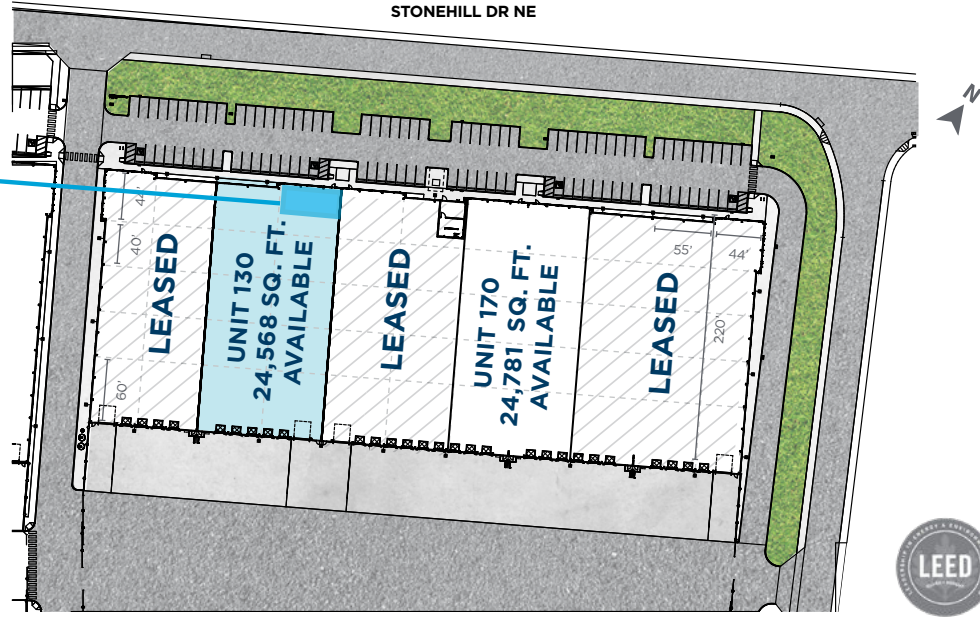 STONEHILL DR NE
N
44'
40'
60'
LEASED
UNIT 130
24,568 SQ. FT.
AVAILABLE
LEASED
UNIT 170
24,781 SQ. FT.
AVAILABLE
LEASED
55'
44'
220'
LEED